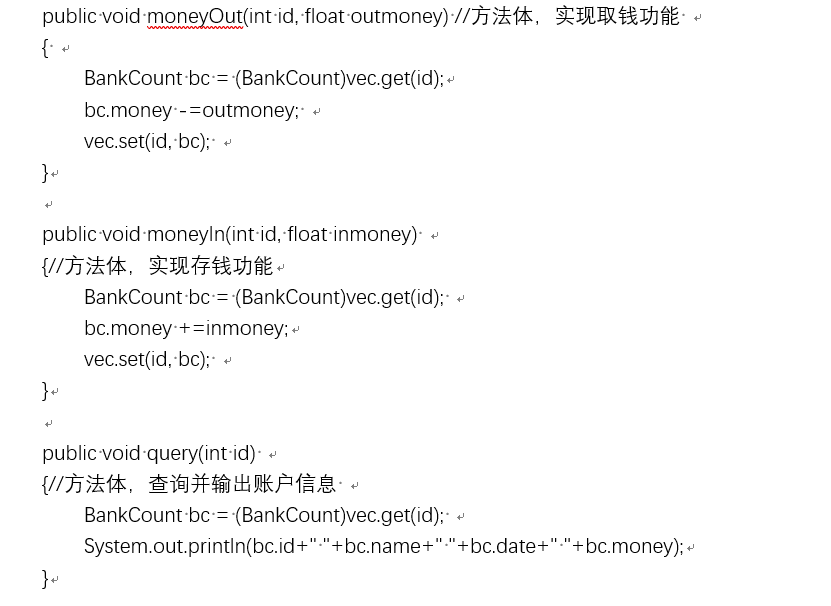 public void moneyOut(int id, float outmoney) //方法体，实现取钱功能
{
BankCount bc = (BankCount)vec.get(id);
bc.money -=outmoney;
vec.set(id, bc);
}
public void moneyIn(int id, float inmoney)
{//方法体，实现存钱功能
BankCount bc = (BankCount)vec.get(id);
bc.money +=inmoney;
vec.set(id, bc);
}
public void query(int id)
{//方法体，查询并输出账户信息
BankCount bc = (BankCount)vec.get(id);
System.out.println(bc.id+" "+bc.name+" "+bc.date+" "+bc.money);
}